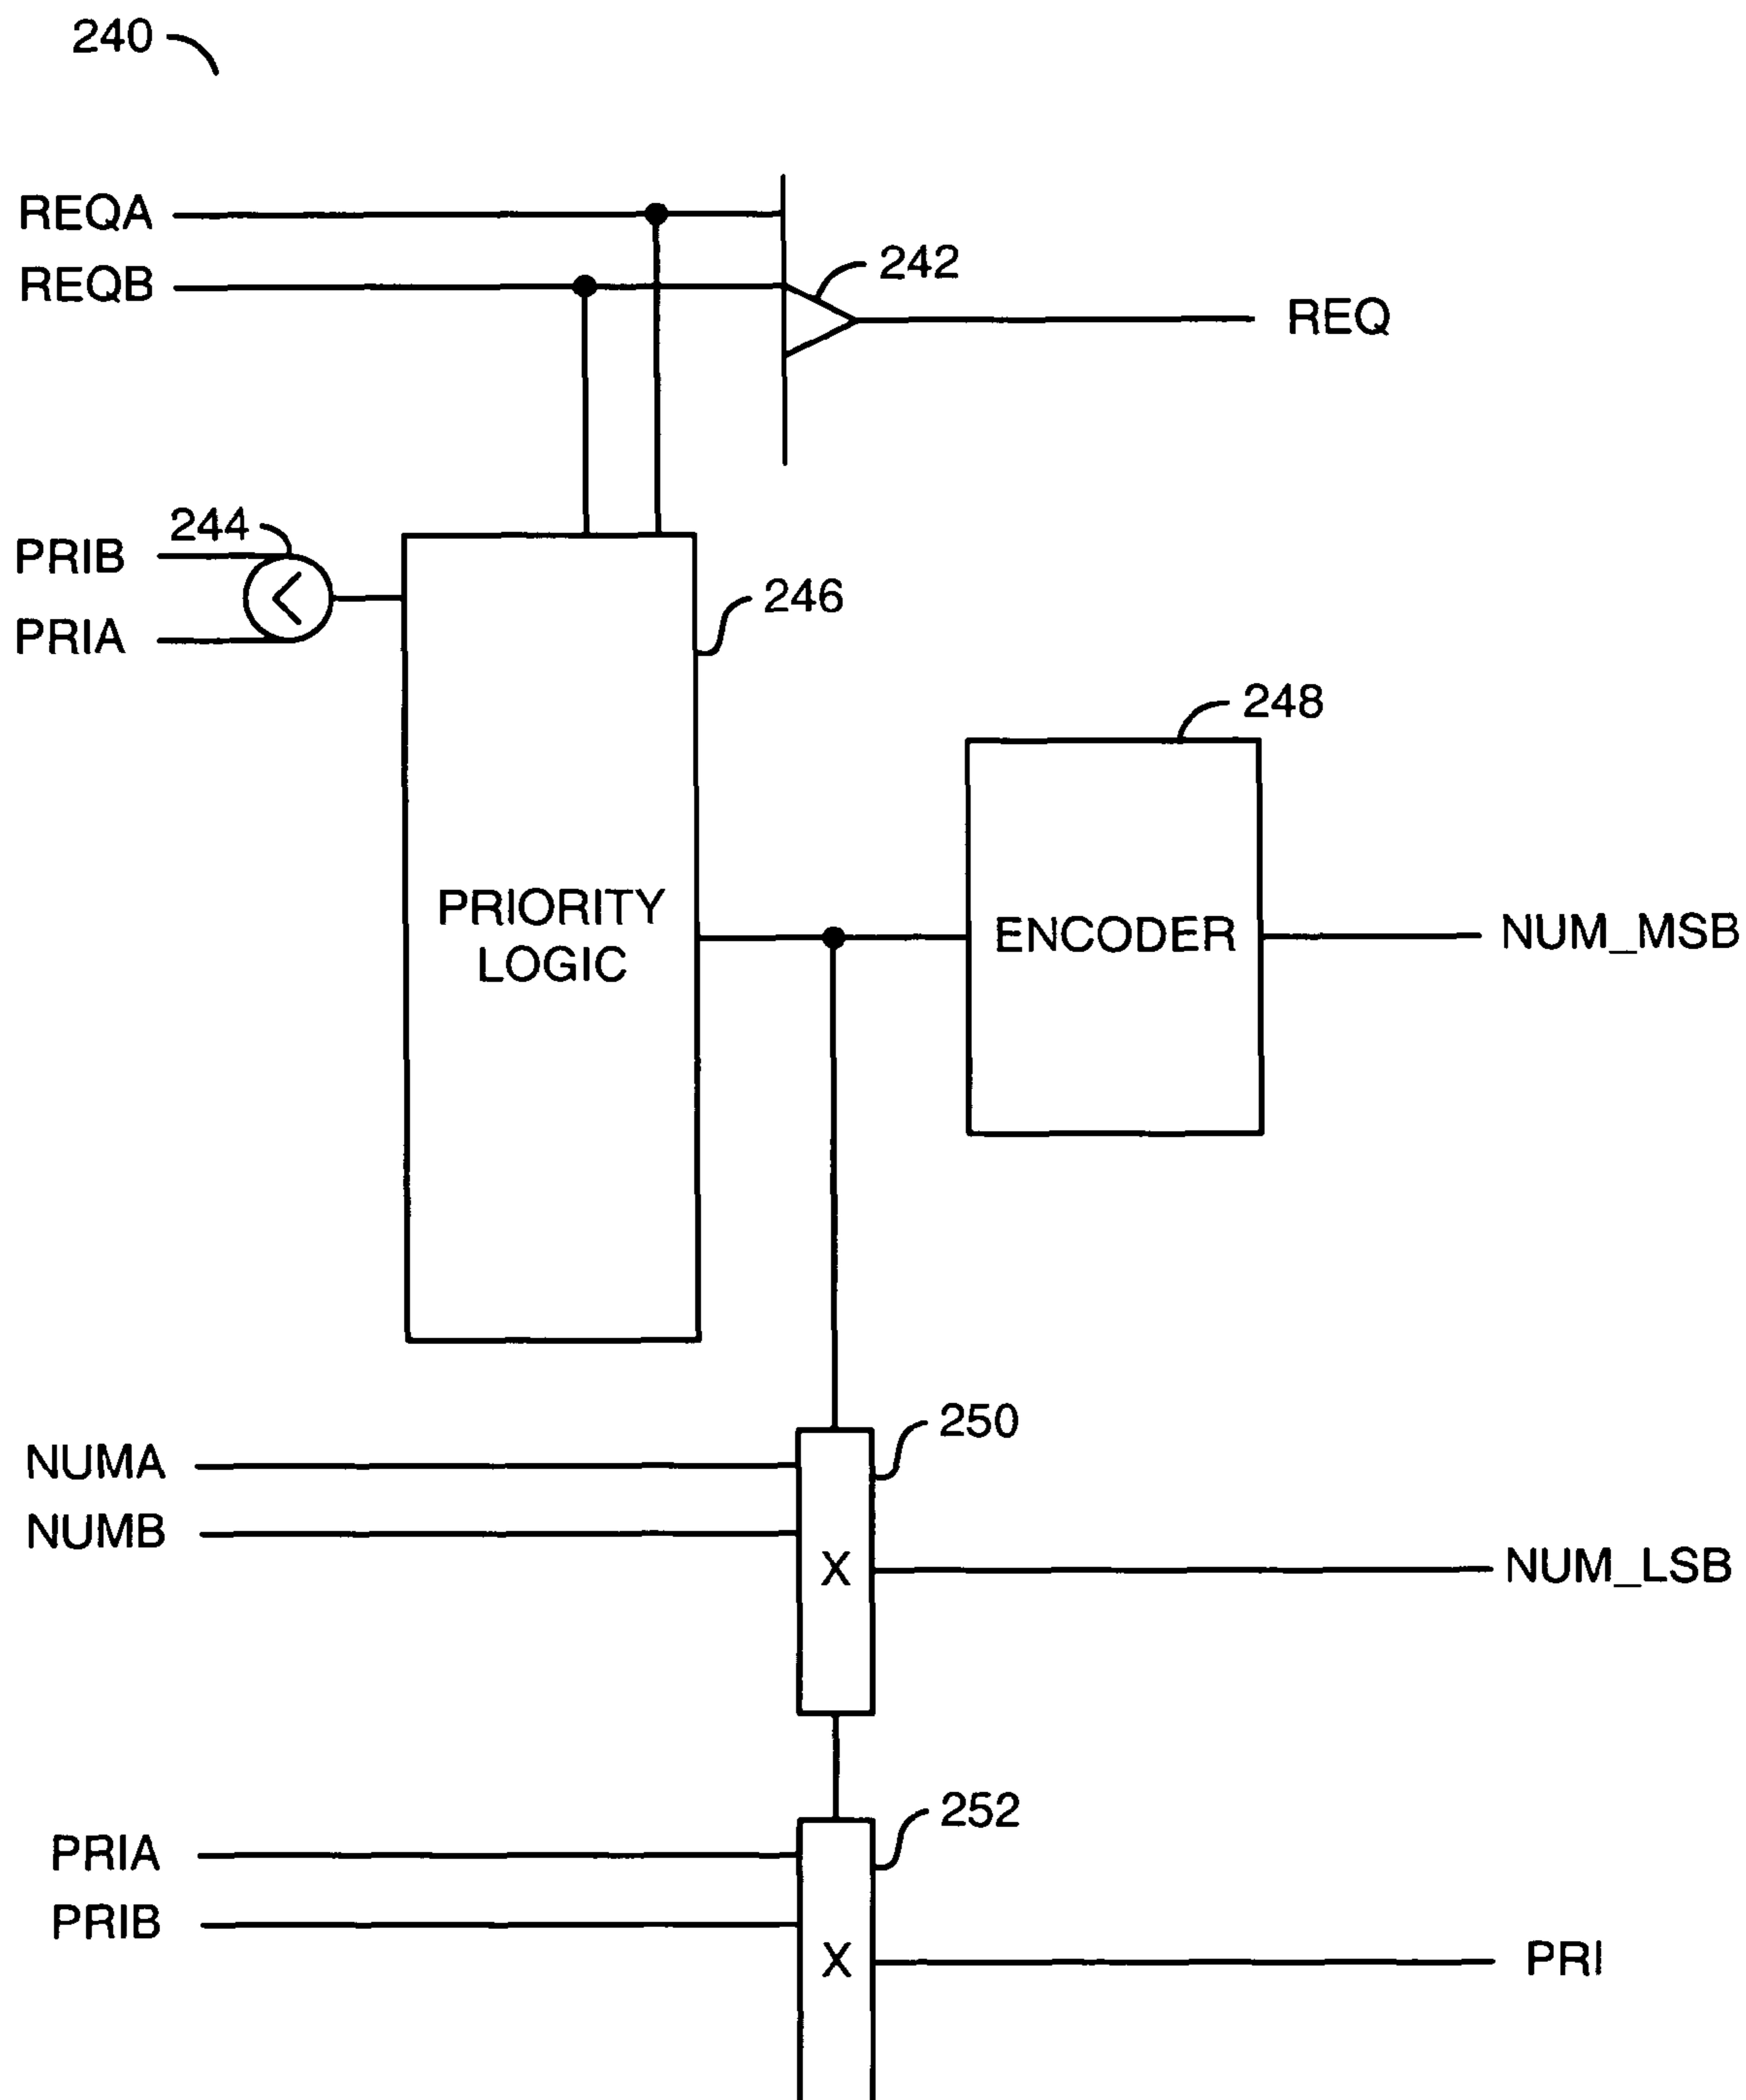 240
REQA
REQB
242
REQ
244
PRIB
PRIA
246
248
PRIORITY
LOGIC
ENCODER
NUM_MSB
250
NUMA
NUMB
X
NUM_LSB
252
PRIA
PRIB
X
PRI